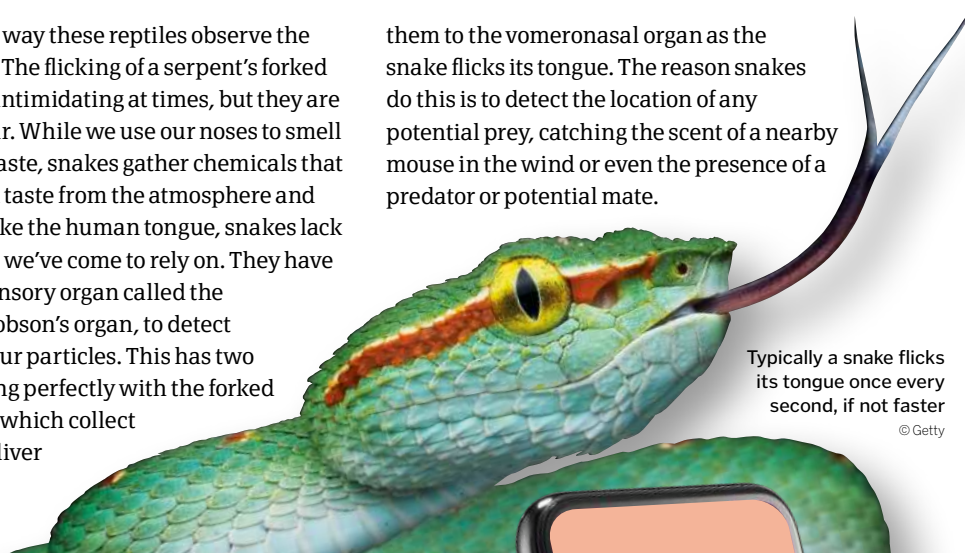 way these reptiles observe the
The flicking of a serpent's forked
ntimidating at times, but they are
r. While we use our noses to smell
aste, snakes gather chemicals that
taste from the atmosphere and
ke the human tongue, snakes lack
we've come to rely on. They have
nsory organ called the
obson's organ, to detect
ur particles. This has two
ng perfectly with the forked
which collect
liver
them to the vomeronasal organ as the
snake flicks its tongue. The reason snakes
do this is to detect the location of any
potential prey, catching the scent of a nearby
mouse in the wind or even the presence of a
predator or potential mate.
Typically a snake flicks
its tongue once every
second, if not faster
© Getty